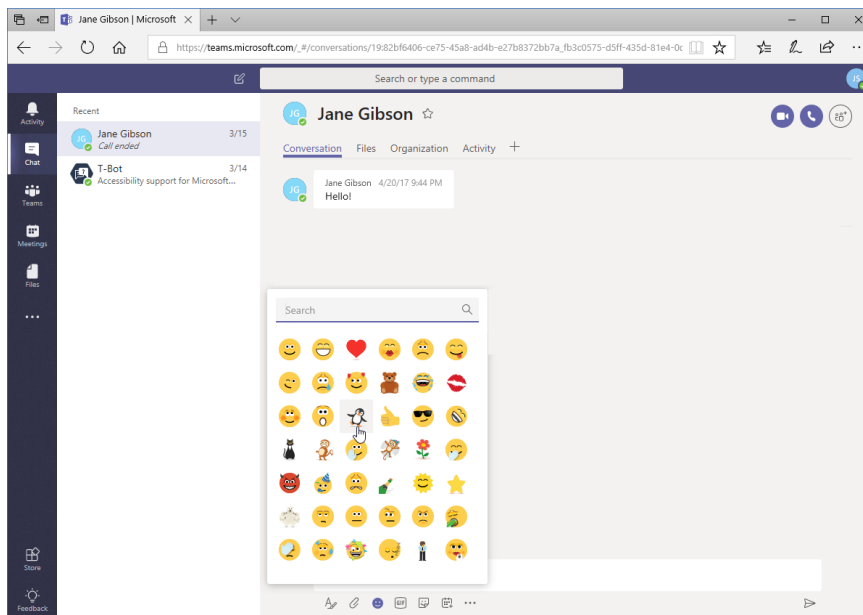 Jane Gibson | Microsoft
https://teams.microsoft.com/_#/conversations/19:82bf6406-ce75-45a8-ad4b-e27b8372bb7a_fb3c0575-d5ff-435d-81e4-0c
Search or type a command
JS
Activity
Chat
Teams
Meetings
Files
Store
Feedback
Recent
JG
Jane Gibson 3/15
Call ended
T-Bot 3/14
Accessibility support for Microsoft...
JG
Jane Gibson
Conversation Files Organization Activity
JG
Jane Gibson 4/20/17 9:44 PM
Hello!
Search
GIF